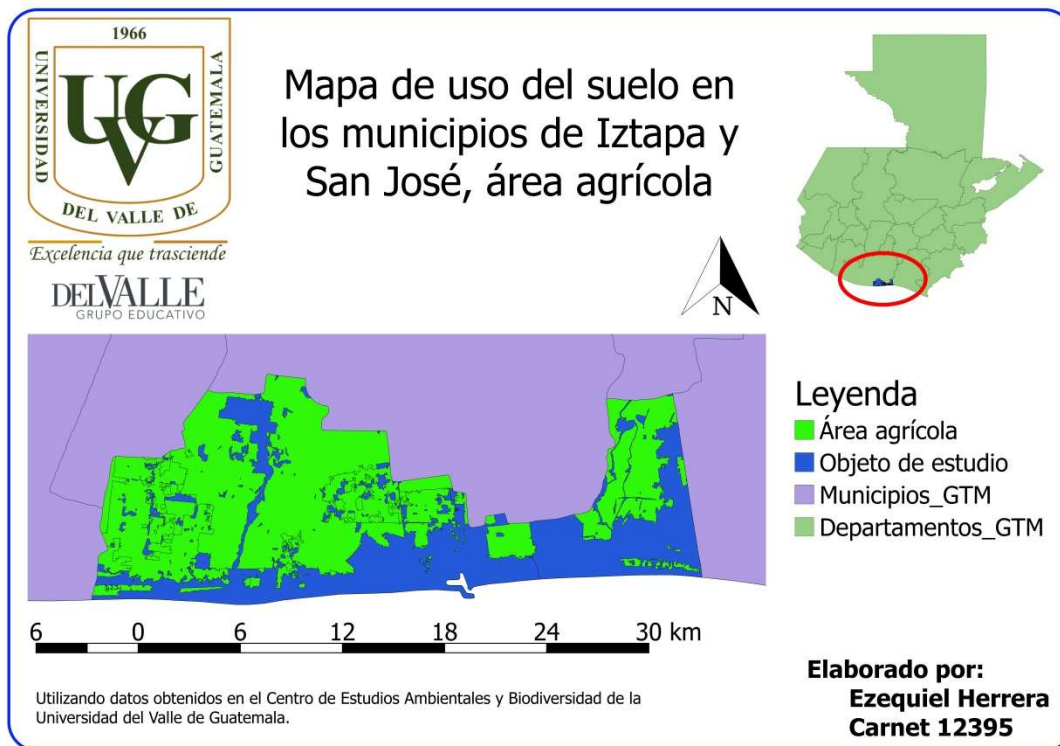 1966
UNIVERSIDAD
UVG
GUATEMALA
DEL VALLE DE
Excelencia que trasciende
DELVALLE
GRUPO EDUCATIVO
Mapa de uso del suelo en
los municipios de Iztapa y
San José, área agrícola
N
Leyenda
Área agrícola
Objeto de estudio
Municipios_GTM
Departamentos_GTM
6 0 6 12 18 24 30 km
Utilizando datos obtenidos en el Centro de Estudios Ambientales y Biodiversidad de la
Universidad del Valle de Guatemala.
Elaborado por:
Ezequiel Herrera
Carnet 12395